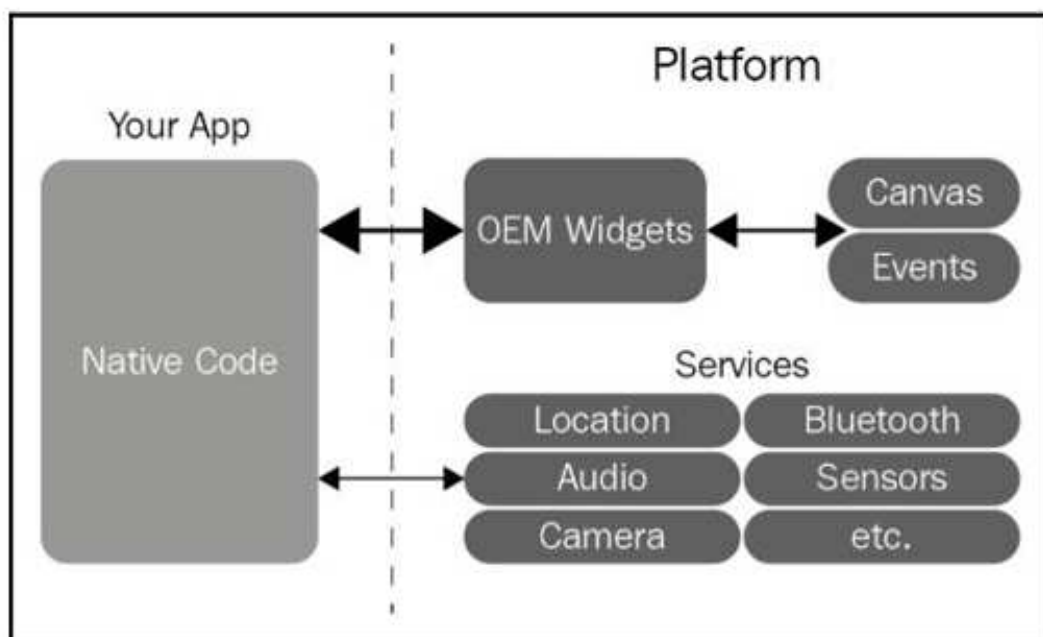 Platform
Your App
Native Code
OEM Widgets
Canvas
Events
Services
Location
Bluetooth
Audio
Sensors
Camera
etc.